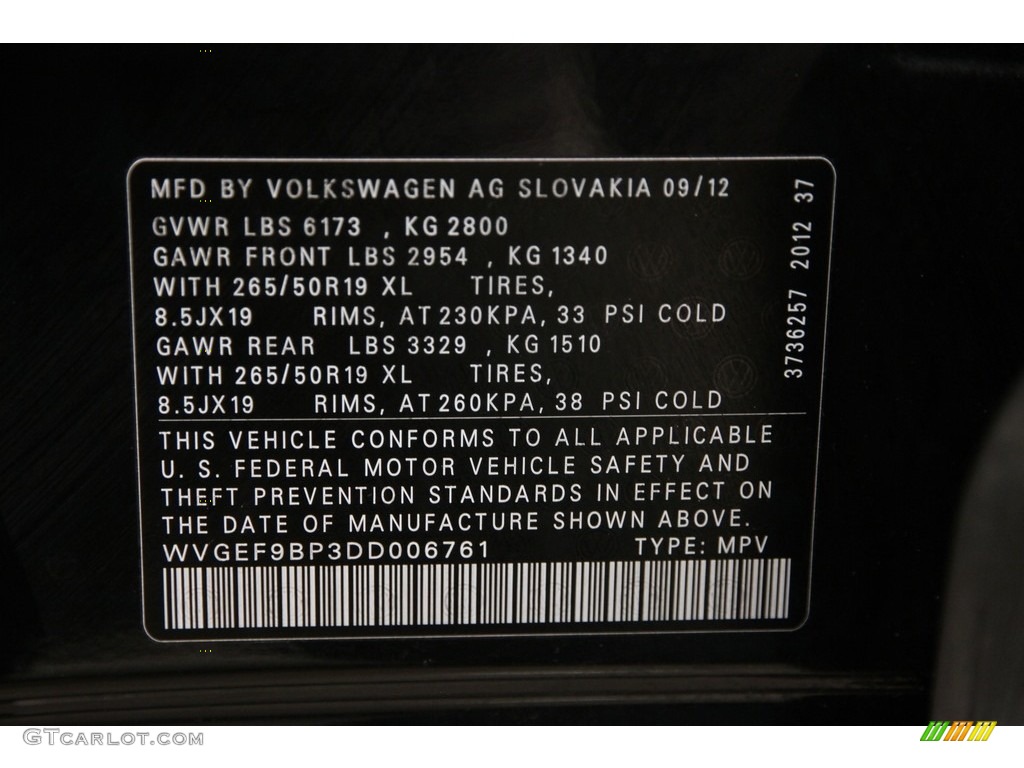 MFD BY VOLKSWAGEN AG SLOVAKIA 09/12
GVWR LBS 6173 , KG 2800
GAWR FRONT LBS 2954 , KG 1340
WITH 265/50R19 XL TIRES,
8.5JX19 RIMS, AT 230KPA, 33 PSI COLD
GAWR REAR LBS 3329 , KG 1510
WITH 265/50R19 XL TIRES,
8.5JX19 RIMS, AT 260KPA, 38 PSI COLD
3736257 2012 37
THIS VEHICLE CONFORMS TO ALL APPLICABLE
U. S. FEDERAL MOTOR VEHICLE SAFETY AND
THEFT PREVENTION STANDARDS IN EFFECT ON
THE DATE OF MANUFACTURE SHOWN ABOVE.
WVGEF9BP3DD006761 TYPE: MPV
GTCARLOT.COM